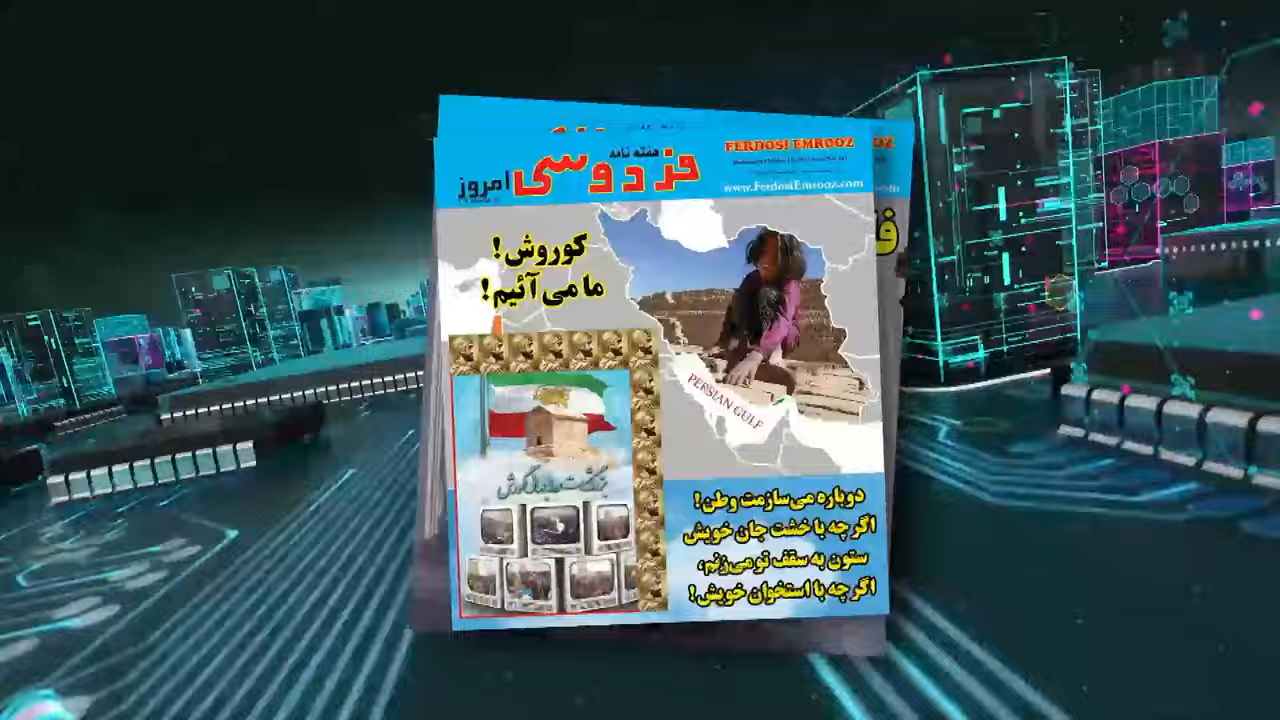 FERDOSI EMROOZ
هفته نامه
فردوسی امروز
www.FerdosiEmrooz.com
کوروش!
ما می آئیم!
PERSIAN GULF
دوباره می‌سازمت وطن!
اگر چه با خشت جان خویش
ستون به سقف تو می‌زنم،
اگر چه با استخوان خویش!